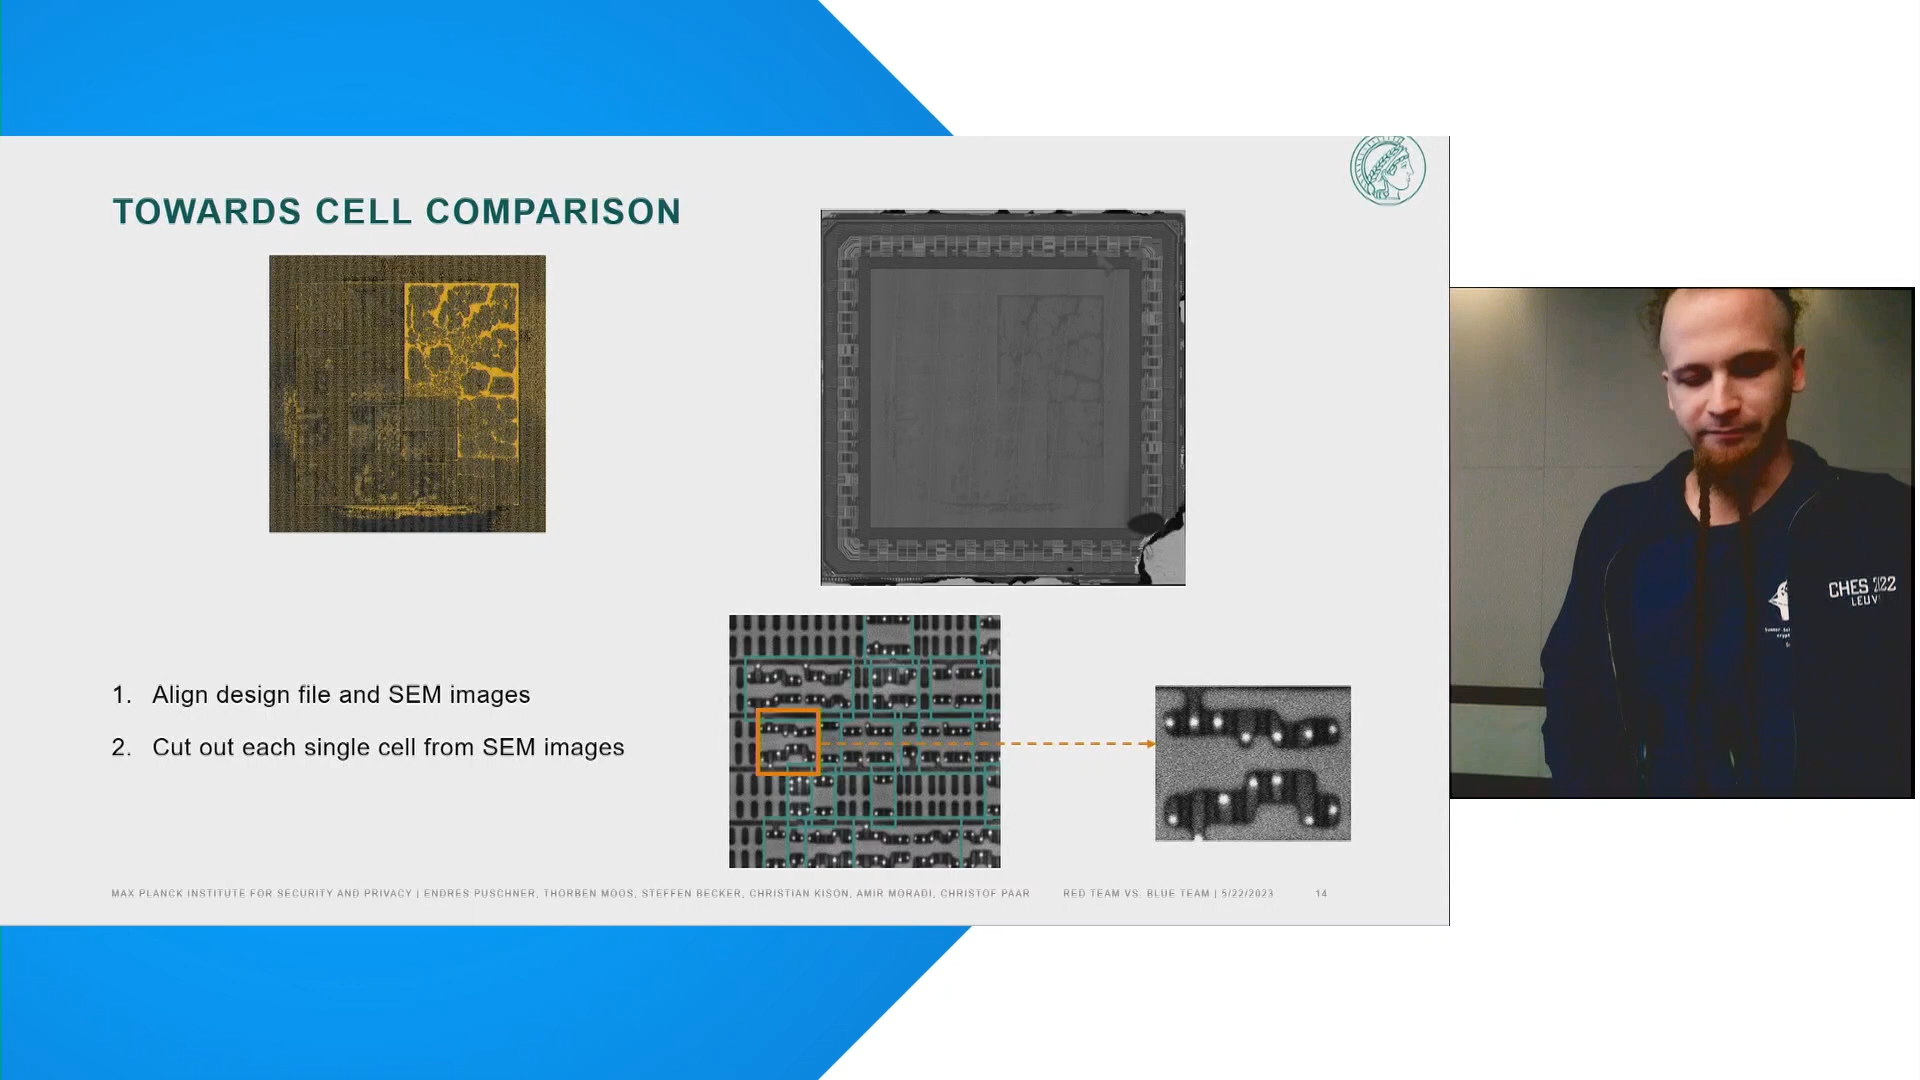 TOWARDS CELL COMPARISON
1. Align design file and SEM images
2. Cut out each single cell from SEM images
MAX PLANCK INSTITUTE FOR SECURITY AND PRIVACY | ENDRES PUSCHNER, THORBEN MOOS, STEFFEN BECKER, CHRISTIAN KISON, AMIR MORADI, CHRISTOF PAAR RED TEAM VS. BLUE TEAM | 5/22/2023 14
CHES 2022
LEUV